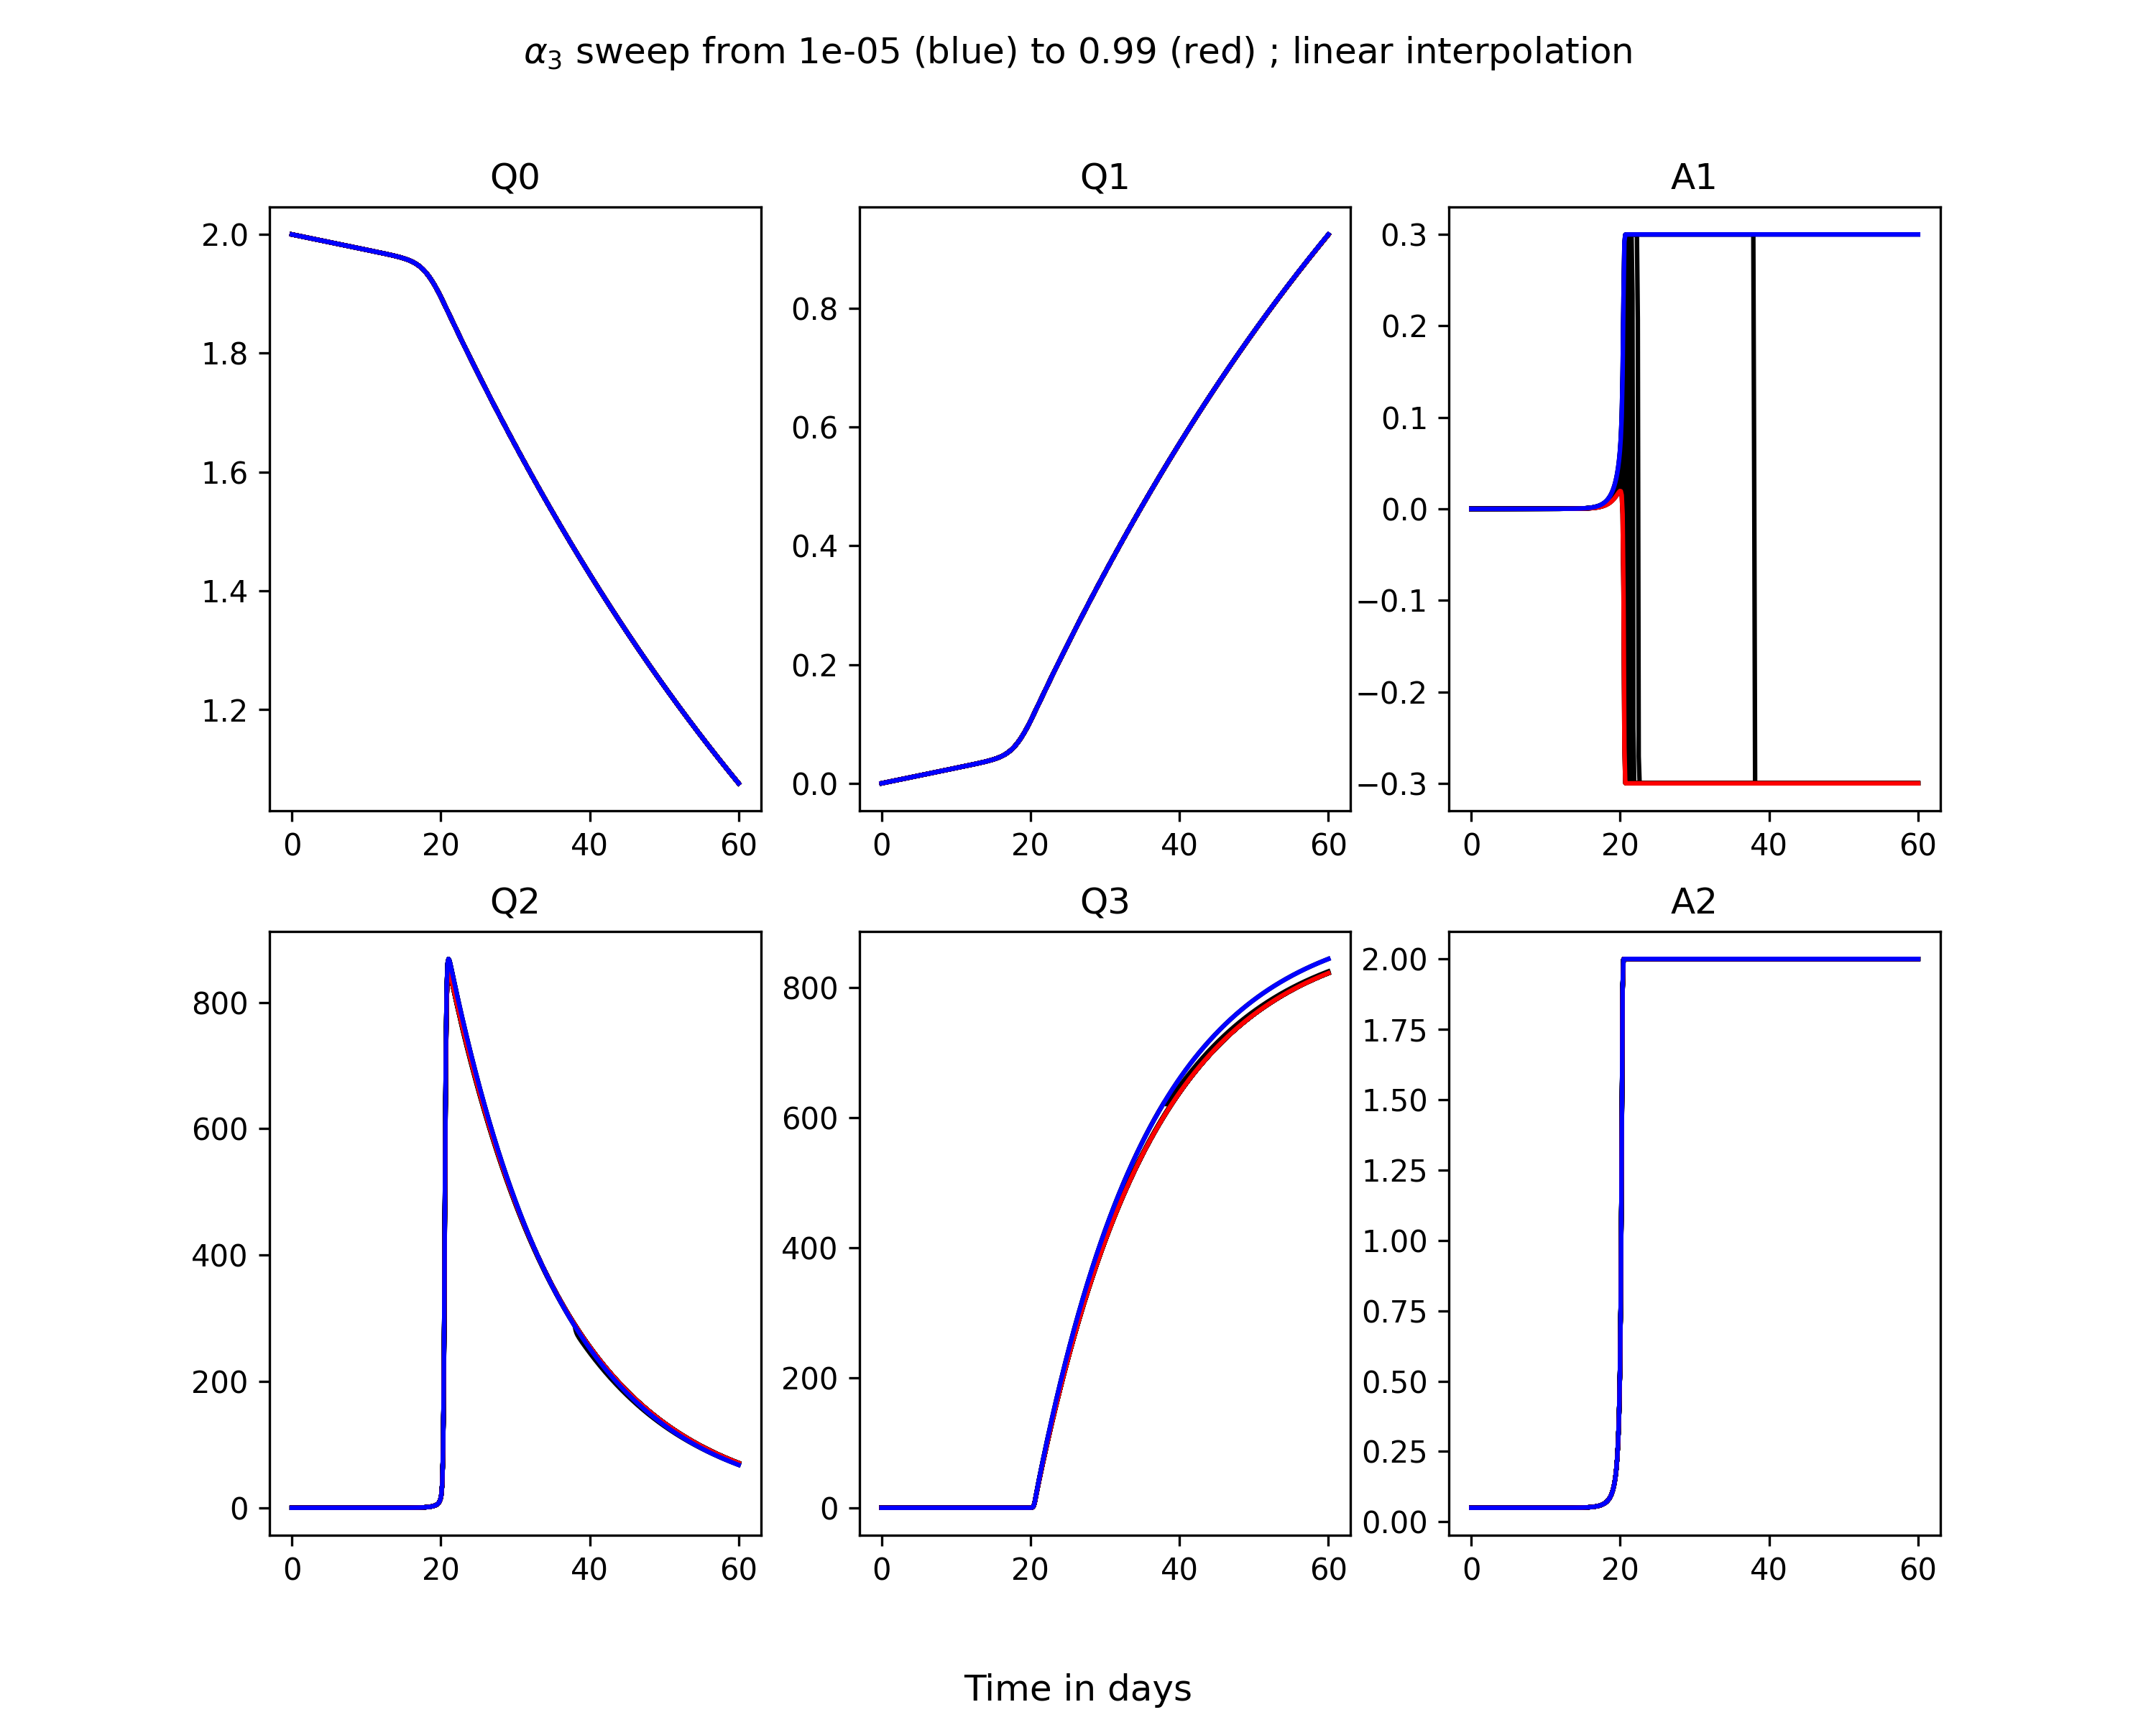 α3 sweep from 1e-05 (blue) to 0.99 (red) ; linear interpolation
Q0
2.0
1.8
1.6
1.4
1.2
0 20 40 60
Q1
0.8
0.6
0.4
0.2
0.0
0 20 40 60
A1
0.3
0.2
0.1
0.0
−0.1
−0.2
−0.3
0 20 40 60
Q2
800
600
400
200
0
0 20 40 60
Q3
800
600
400
200
0
0 20 40 60
A2
2.00
1.75
1.50
1.25
1.00
0.75
0.50
0.25
0.00
0 20 40 60
Time in days